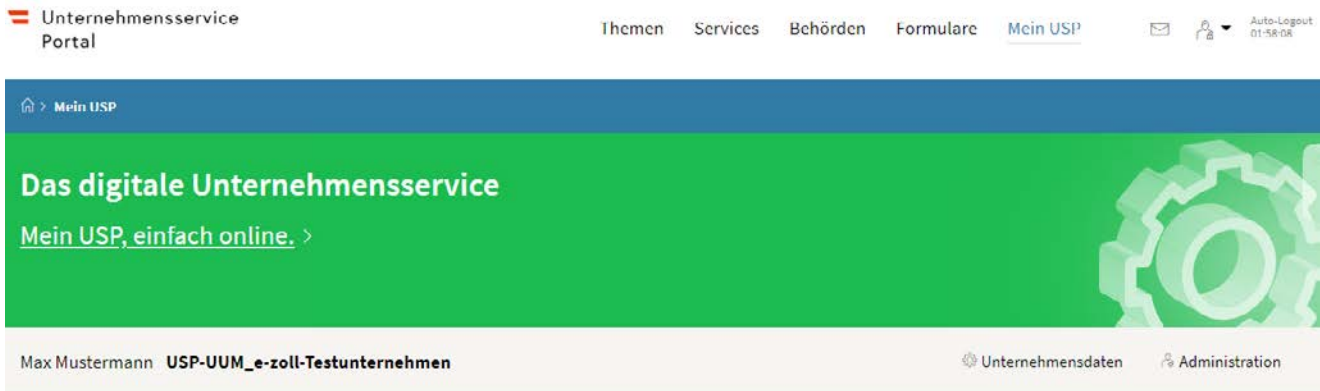 Unternehmensservice
Portal
Themen Services Behörden Formulare Mein USP
Auto-Logout
01:58:08
> Mein USP
Das digitale Unternehmensservice
Mein USP, einfach online. >
Max Mustermann USP-UUM_e-zoll-Testunternehmen Unternehmensdaten Administration